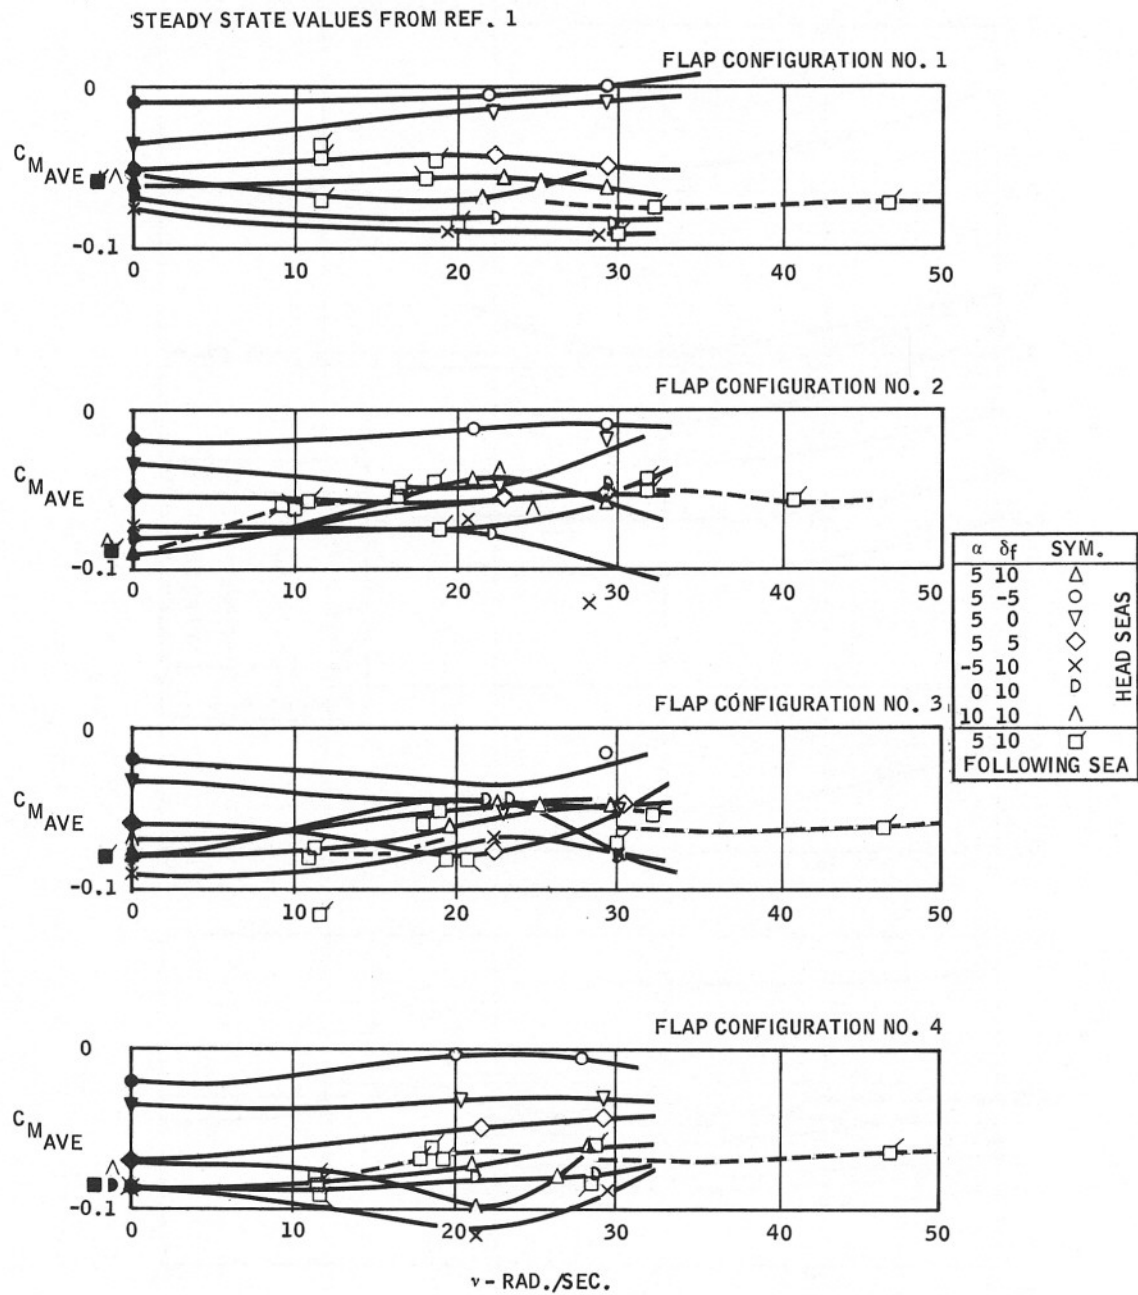 STEADY STATE VALUES FROM REF. 1
FLAP CONFIGURATION NO. 1
0
C_MAVE
-0.1
0 10 20 30 40 50
FLAP CONFIGURATION NO. 2
0
C_MAVE
-0.1
0 10 20 30 40 50
α δf SYM.
5 10 △
5 -5 ○
5 0 ▽
5 5 ◇
-5 10 ×
0 10 D
10 10 Λ
HEAD SEAS
5 10 □
FOLLOWING SEA
FLAP CONFIGURATION NO. 3
0
C_MAVE
-0.1
0 10 20 30 40 50
FLAP CONFIGURATION NO. 4
0
C_MAVE
-0.1
0 10 20 30 40 50
ν - RAD./SEC.